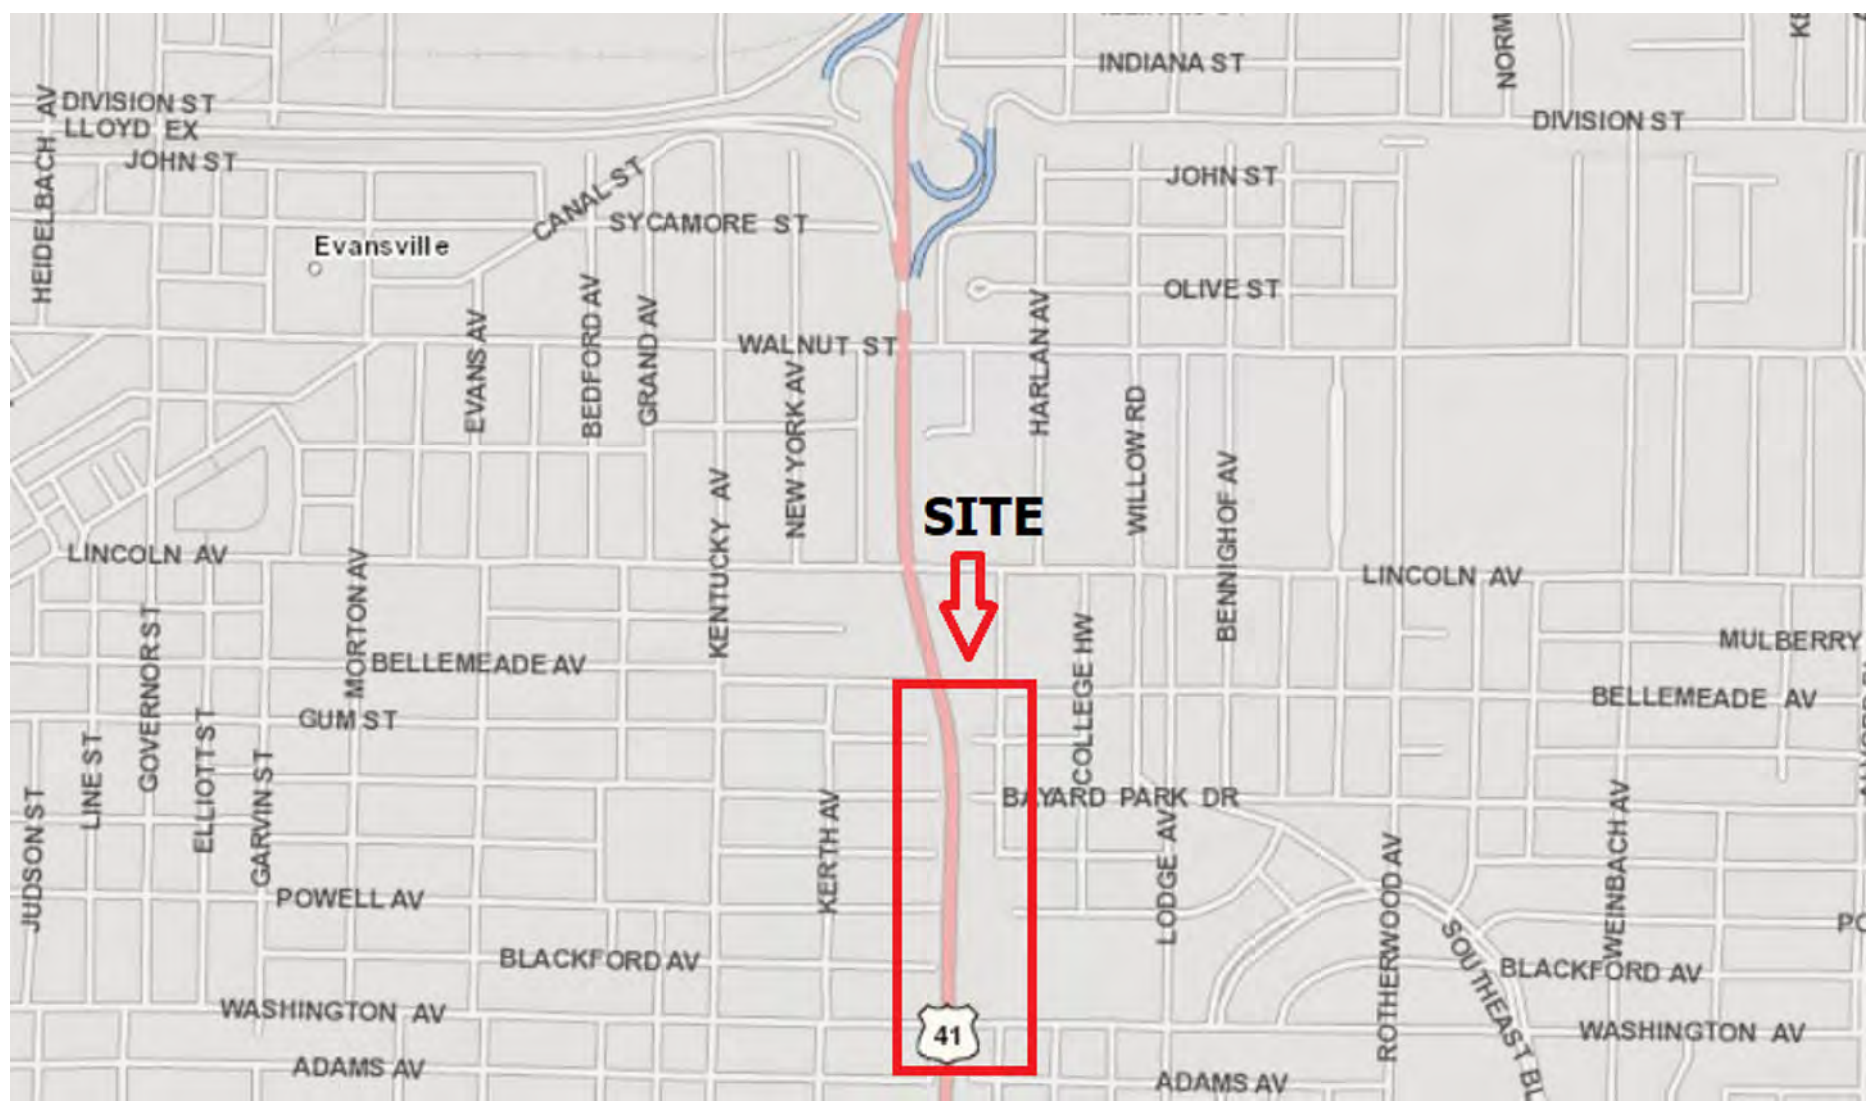 INDIANA ST
DIVISION ST
LLOYD EX
DIVISION ST
HEIDELBACH AV
JOHN ST
CANAL ST
JOHN ST
SYCAMORE ST
Evansville
OLIVE ST
EVANS AV
BEDFORD AV
GRAND AV
WALNUT ST
NEW YORK AV
HARLAN AV
WILLOW RD
BENNIGHOF AV
KENTUCKY AV
SITE
LINCOLN AV
LINCOLN AV
MORTON AV
GOVERNOR ST
COLLEGE HW
MULBERRY
BELLEMEADE AV
BELLEMEADE AV
GUM ST
LINE ST
ELLIOTT ST
GARVIN ST
JUDSON ST
KERTH AV
BAYARD PARK DR
LODGE AV
ROTHERWOOD AV
WEINBACH AV
POWELL AV
SOUTHEAST BL
BLACKFORD AV
BLACKFORD AV
WASHINGTON AV
41
WASHINGTON AV
ADAMS AV
ADAMS AV